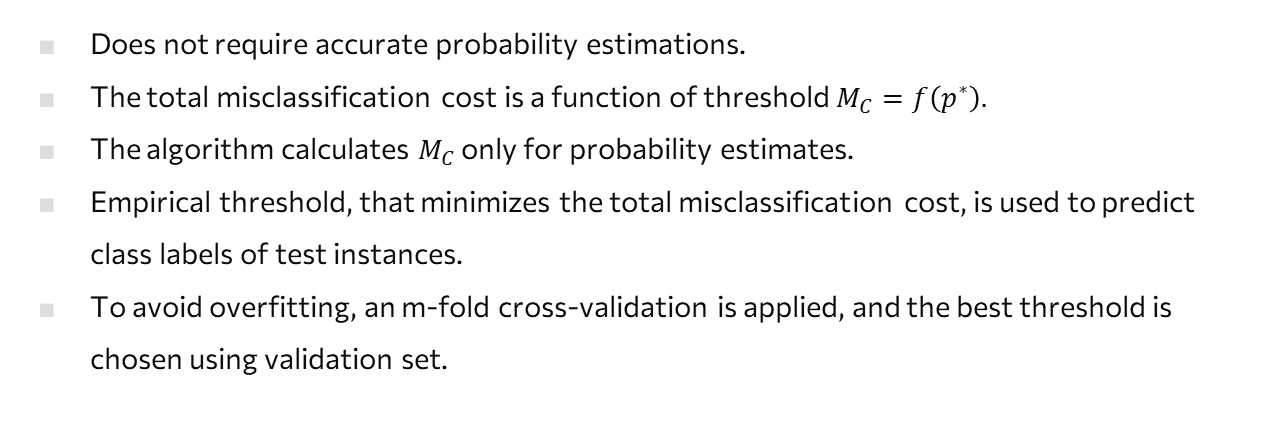 Does not require accurate probability estimations.
The total misclassification cost is a function of threshold M_C = f(p*).
The algorithm calculates M_C only for probability estimates.
Empirical threshold, that minimizes the total misclassification cost, is used to predict
class labels of test instances.
To avoid overfitting, an m-fold cross-validation is applied, and the best threshold is
chosen using validation set.